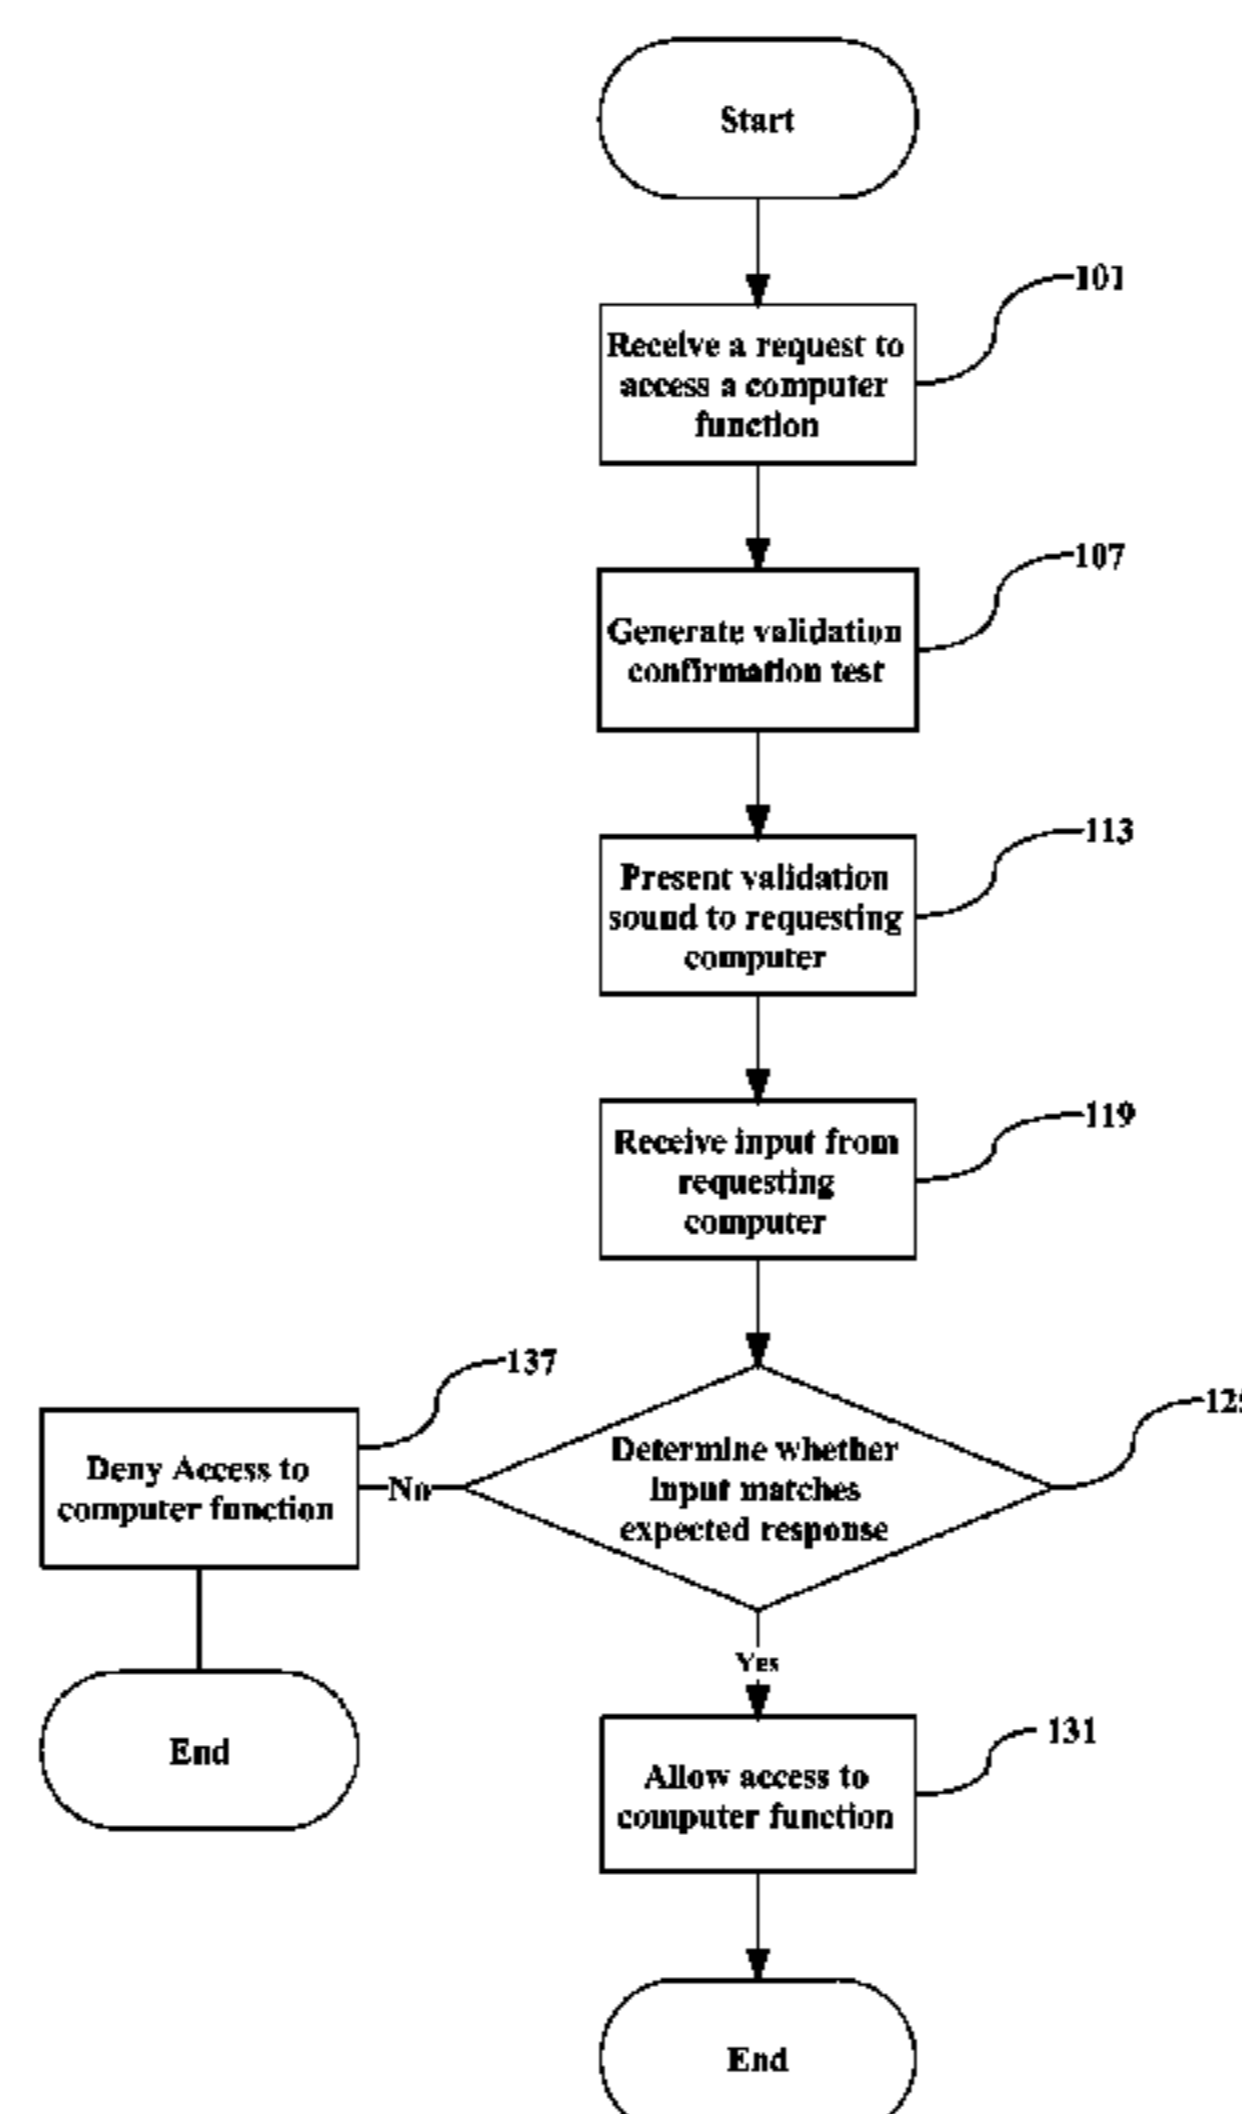 Start
101
Receive a request to
access a computer
function
107
Generate validation
confirmation test
113
Present validation
sound to requesting
computer
119
Receive input from
requesting
computer
137
Deny Access to
computer function
No
Determine whether
input matches
expected response
Yes
End
131
Allow access to
computer function
End